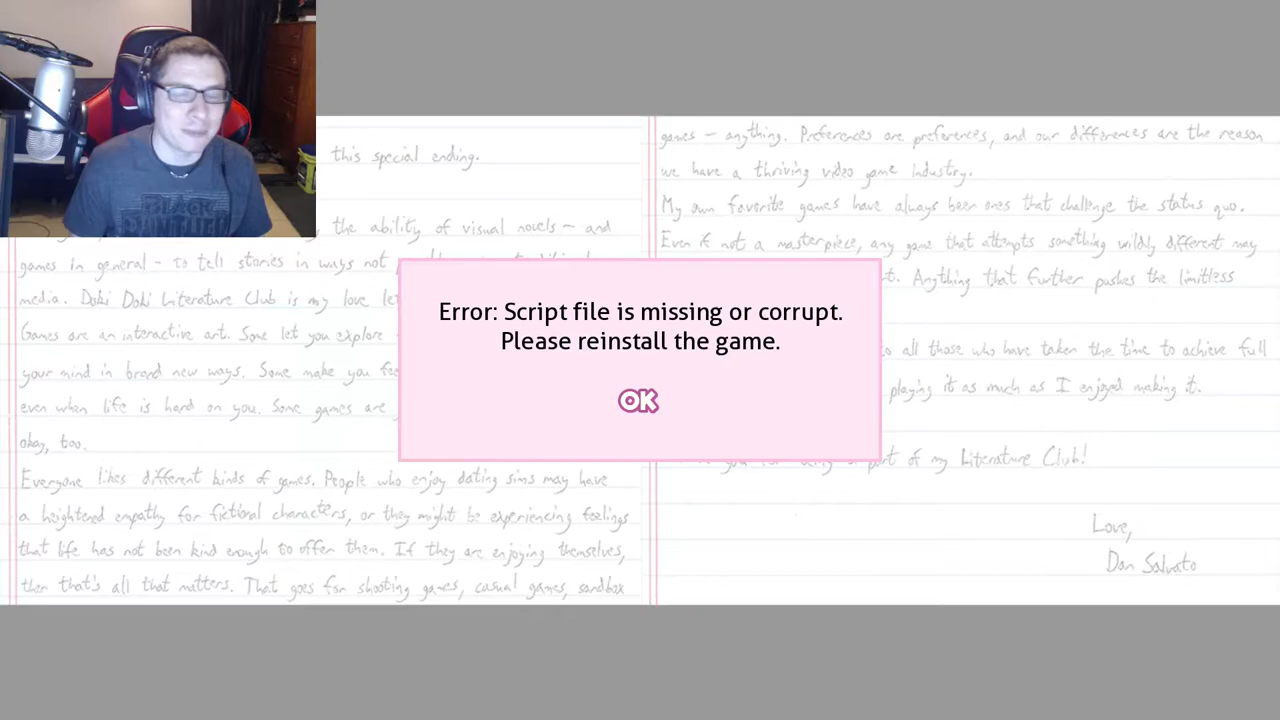 BLACK
PANTHER
this special ending.
the ability of visual novels – and
games in general – to tell stories in ways not
media. Doki Doki Literature Club is my love let
Games are an interactive art. Some let you explore
your mind in brand new ways. Some make you fee
even when life is hard on you. Some games are
okay, too.
Everyone likes different kinds of games. People who enjoy dating sims may have
a heightened empathy for fictional characters, or they might be experiencing feelings
that life has not been kind enough to offer them. If they are enjoying themselves,
then that's all that matters. That goes for shooting games, casual games, sandbox
games – anything. Preferences are preferences, and our differences are the reason
we have a thriving video game industry.
My own favorite games have always been ones that challenge the status quo.
Even if not a masterpiece, any game that attempts something wildly different may
t. Anything that further pushes the limitless
o all those who have taken the time to achieve full
playing it as much as I enjoyed making it.
part of my Literature Club!
Love,
Dan Salvato
Error: Script file is missing or corrupt.
Please reinstall the game.
OK